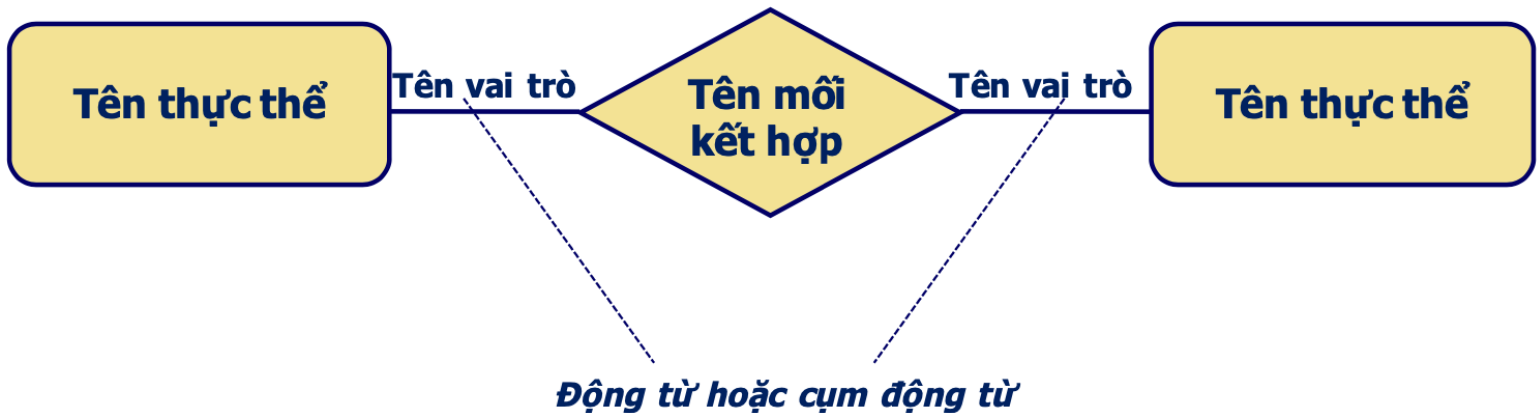 Tên thực thể
Tên vai trò
Tên mối
kết hợp
Tên vai trò
Tên thực thể
Động từ hoặc cụm động từ